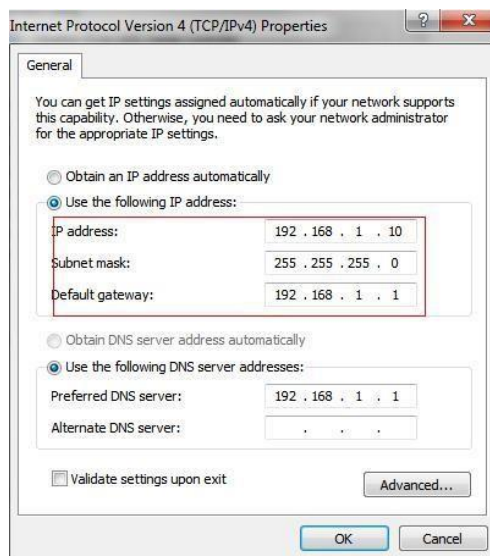 Internet Protocol Version 4 (TCP/IPv4) Properties
General
You can get IP settings assigned automatically if your network supports
this capability. Otherwise, you need to ask your network administrator
for the appropriate IP settings.
Obtain an IP address automatically
Use the following IP address:
IP address: 192 . 168 . 1 . 10
Subnet mask: 255 . 255 . 255 . 0
Default gateway: 192 . 168 . 1 . 1
Obtain DNS server address automatically
Use the following DNS server addresses:
Preferred DNS server: 192 . 168 . 1 . 1
Alternate DNS server: . . .
Validate settings upon exit
Advanced...
OK Cancel